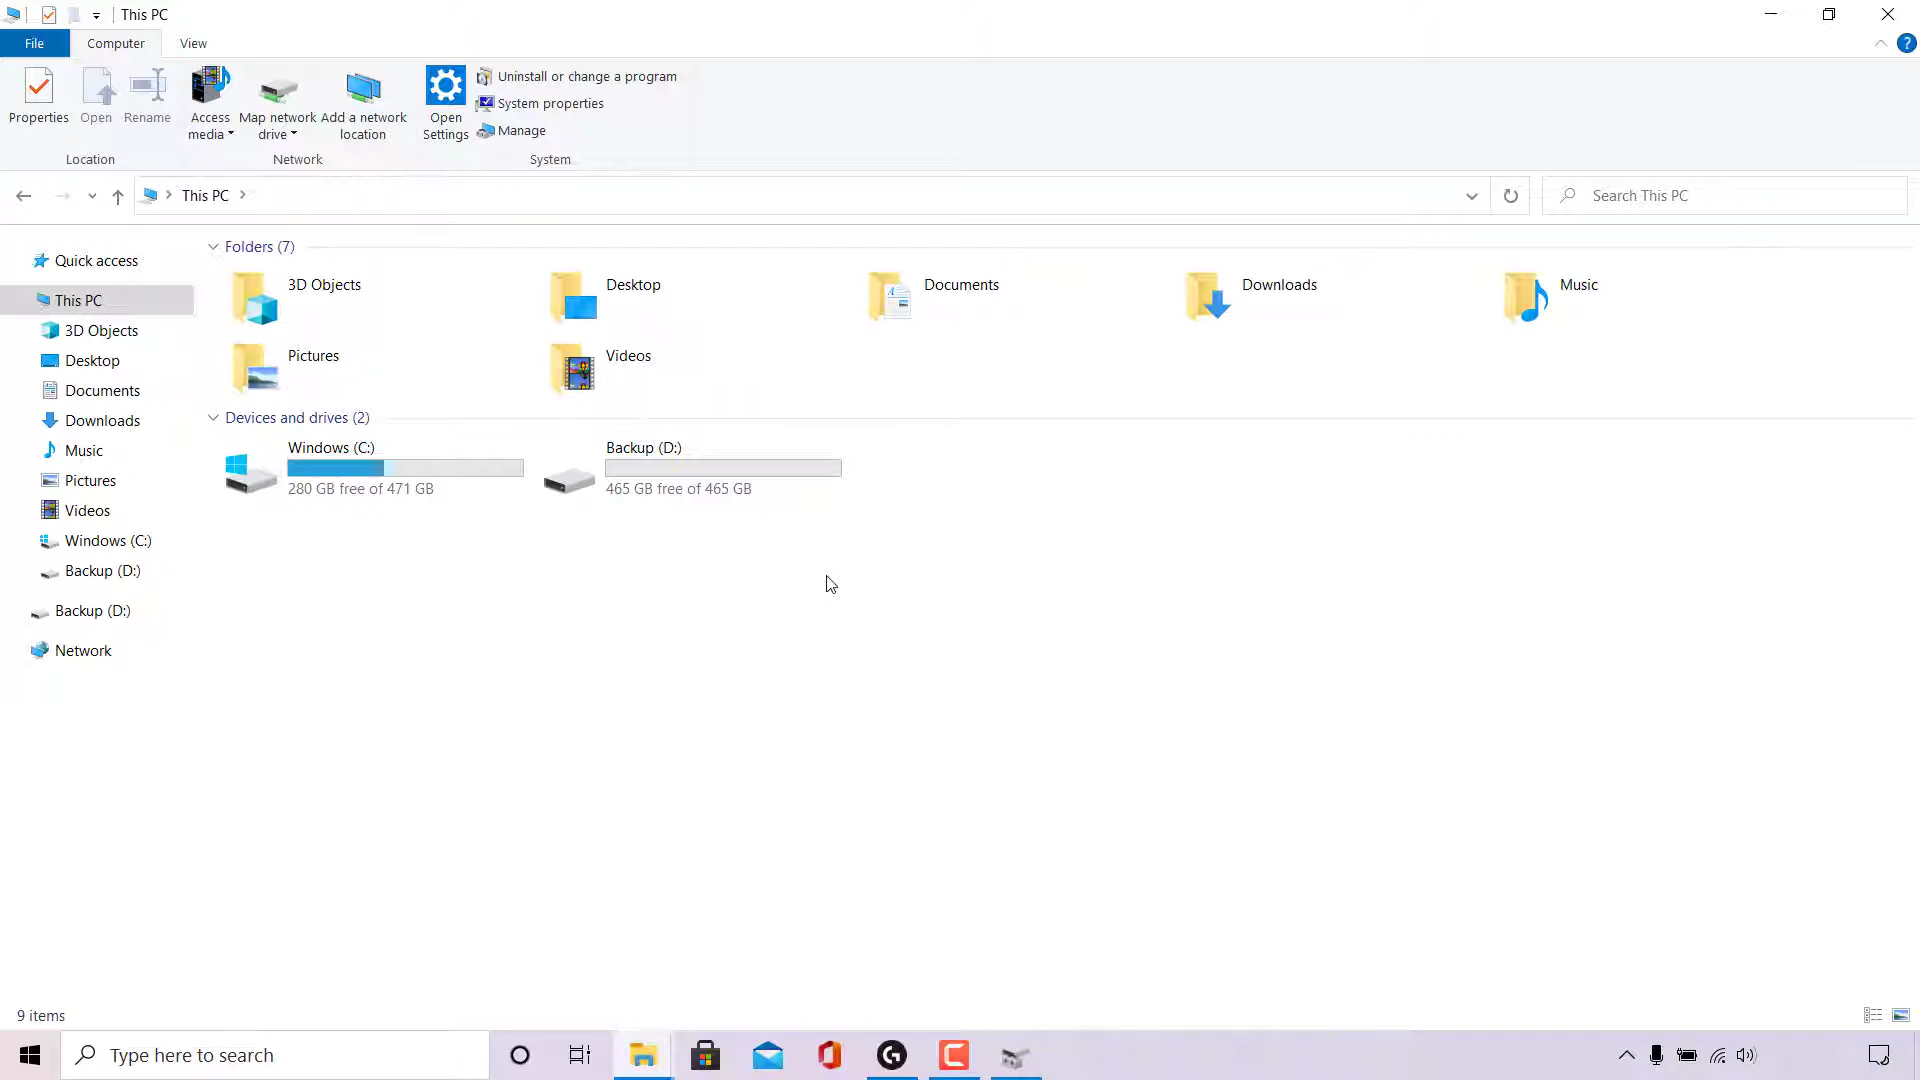 This PC
File
Computer
View
Properties
Open
Rename
Access media
Map network drive
Add a network location
Open Settings
Uninstall or change a program
System properties
Manage
Location
Network
System
This PC
Search This PC
Quick access
This PC
3D Objects
Desktop
Documents
Downloads
Music
Pictures
Videos
Windows (C:)
Backup (D:)
Backup (D:)
Network
Folders (7)
3D Objects
Desktop
Documents
Downloads
Music
Pictures
Videos
Devices and drives (2)
Windows (C:)
280 GB free of 471 GB
Backup (D:)
465 GB free of 465 GB
9 items
Type here to search